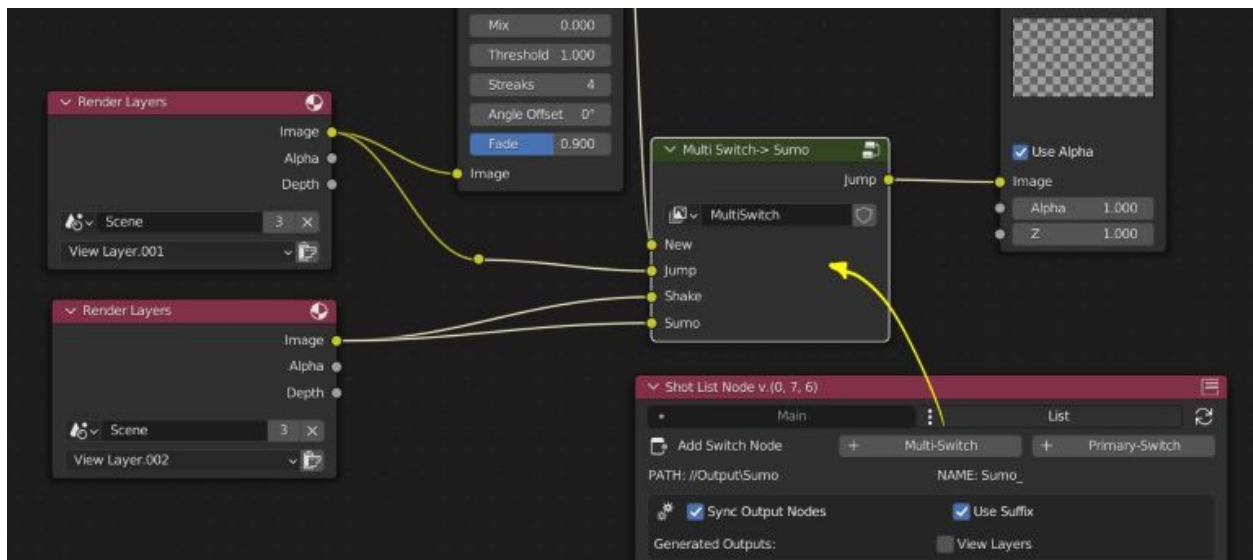 Mix 0.000
Threshold 1.000
Streaks 4
Angle Offset 0°
Fade 0.900
Image
Render Layers
Image
Alpha
Depth
Scene 3
View Layer.001
Render Layers
Image
Alpha
Depth
Scene 3
View Layer.002
Multi Switch-> Sumo
Jump
MultiSwitch
New
Jump
Shake
Sumo
Use Alpha
Image
Alpha 1.000
Z 1.000
Shot List Node v.(0, 7, 6)
Main List
Add Switch Node + Multi-Switch + Primary-Switch
PATH: //Output\Sumo NAME: Sumo_
Sync Output Nodes Use Suffix
Generated Outputs: View Layers